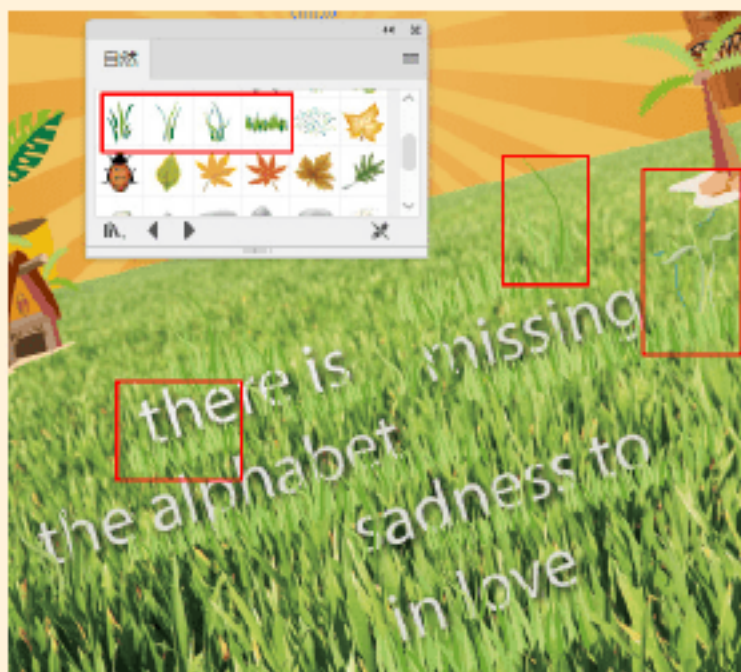 自然
there is missing
the alphabet
sadness to
in love